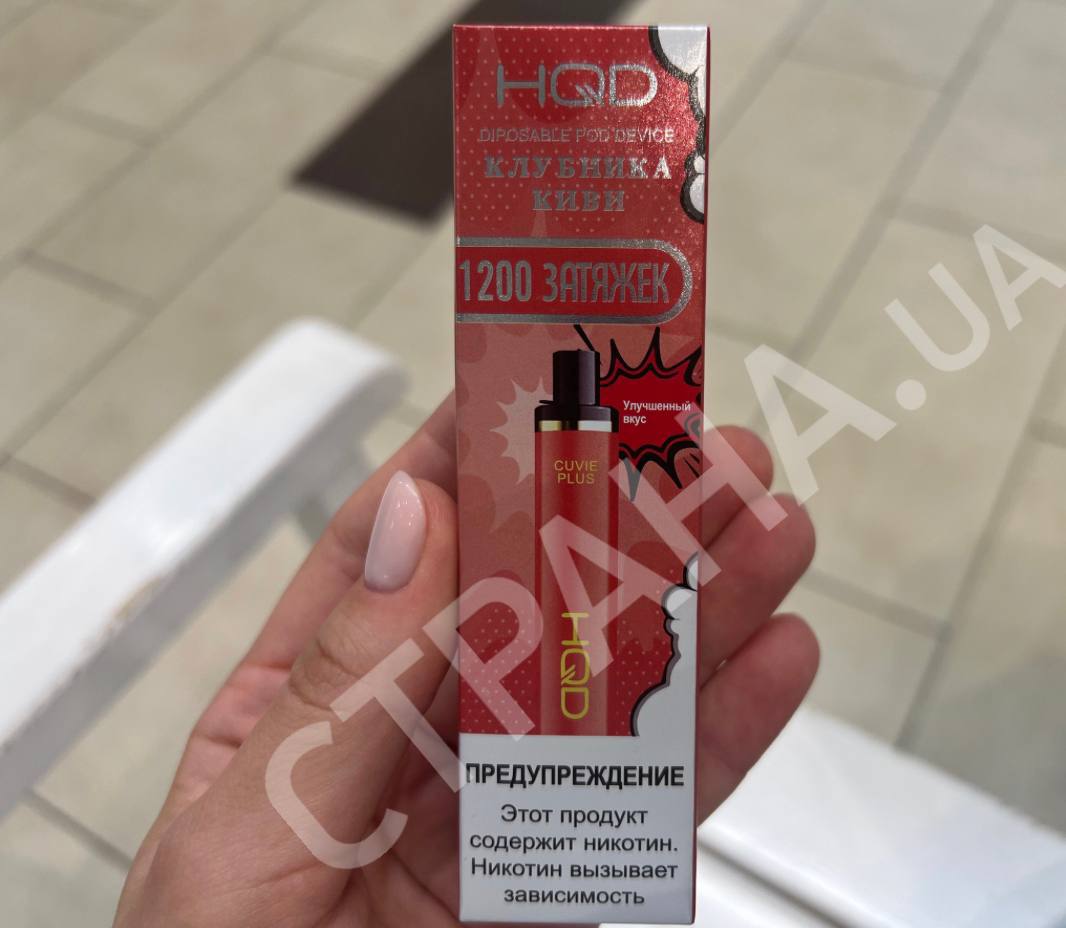 HQD
DIPOSABLE POD DEVICE
КЛУБНИКА
КИВИ
1200 ЗАТЯЖЕК
Улучшенный
вкус
CUVIE
PLUS
HQD
ПРЕДУПРЕЖДЕНИЕ
Этот продукт
содержит никотин.
Никотин вызывает
зависимость
СТРАНА.UA